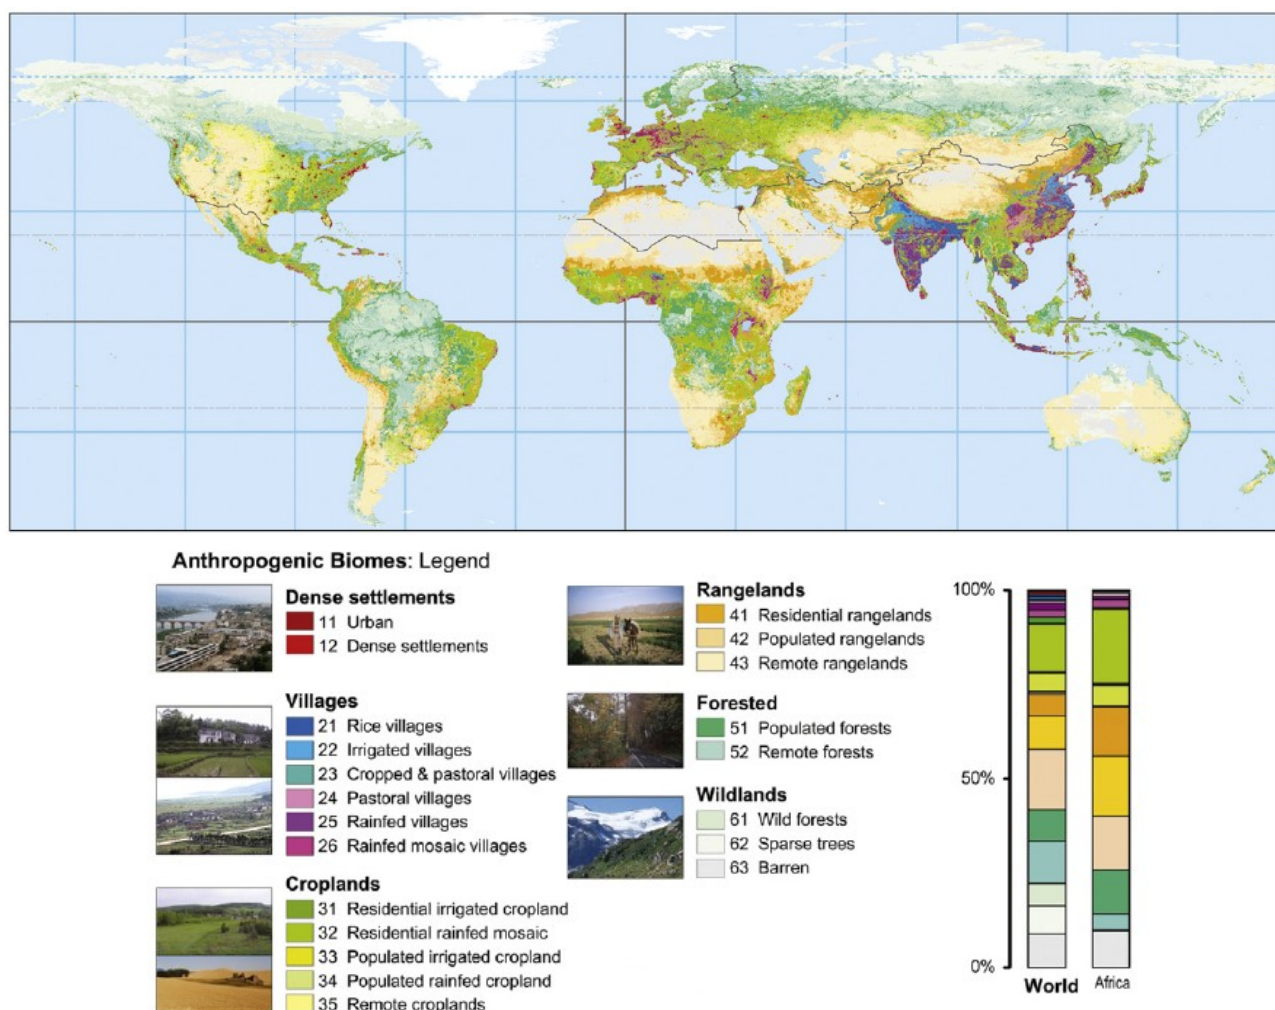 Anthropogenic Biomes: Legend
Dense settlements
11 Urban
12 Dense settlements
Villages
21 Rice villages
22 Irrigated villages
23 Cropped & pastoral villages
24 Pastoral villages
25 Rainfed villages
26 Rainfed mosaic villages
Croplands
31 Residential irrigated cropland
32 Residential rainfed mosaic
33 Populated irrigated cropland
34 Populated rainfed cropland
35 Remote croplands
Rangelands
41 Residential rangelands
42 Populated rangelands
43 Remote rangelands
Forested
51 Populated forests
52 Remote forests
Wildlands
61 Wild forests
62 Sparse trees
63 Barren
100%
50%
0%
World
Africa